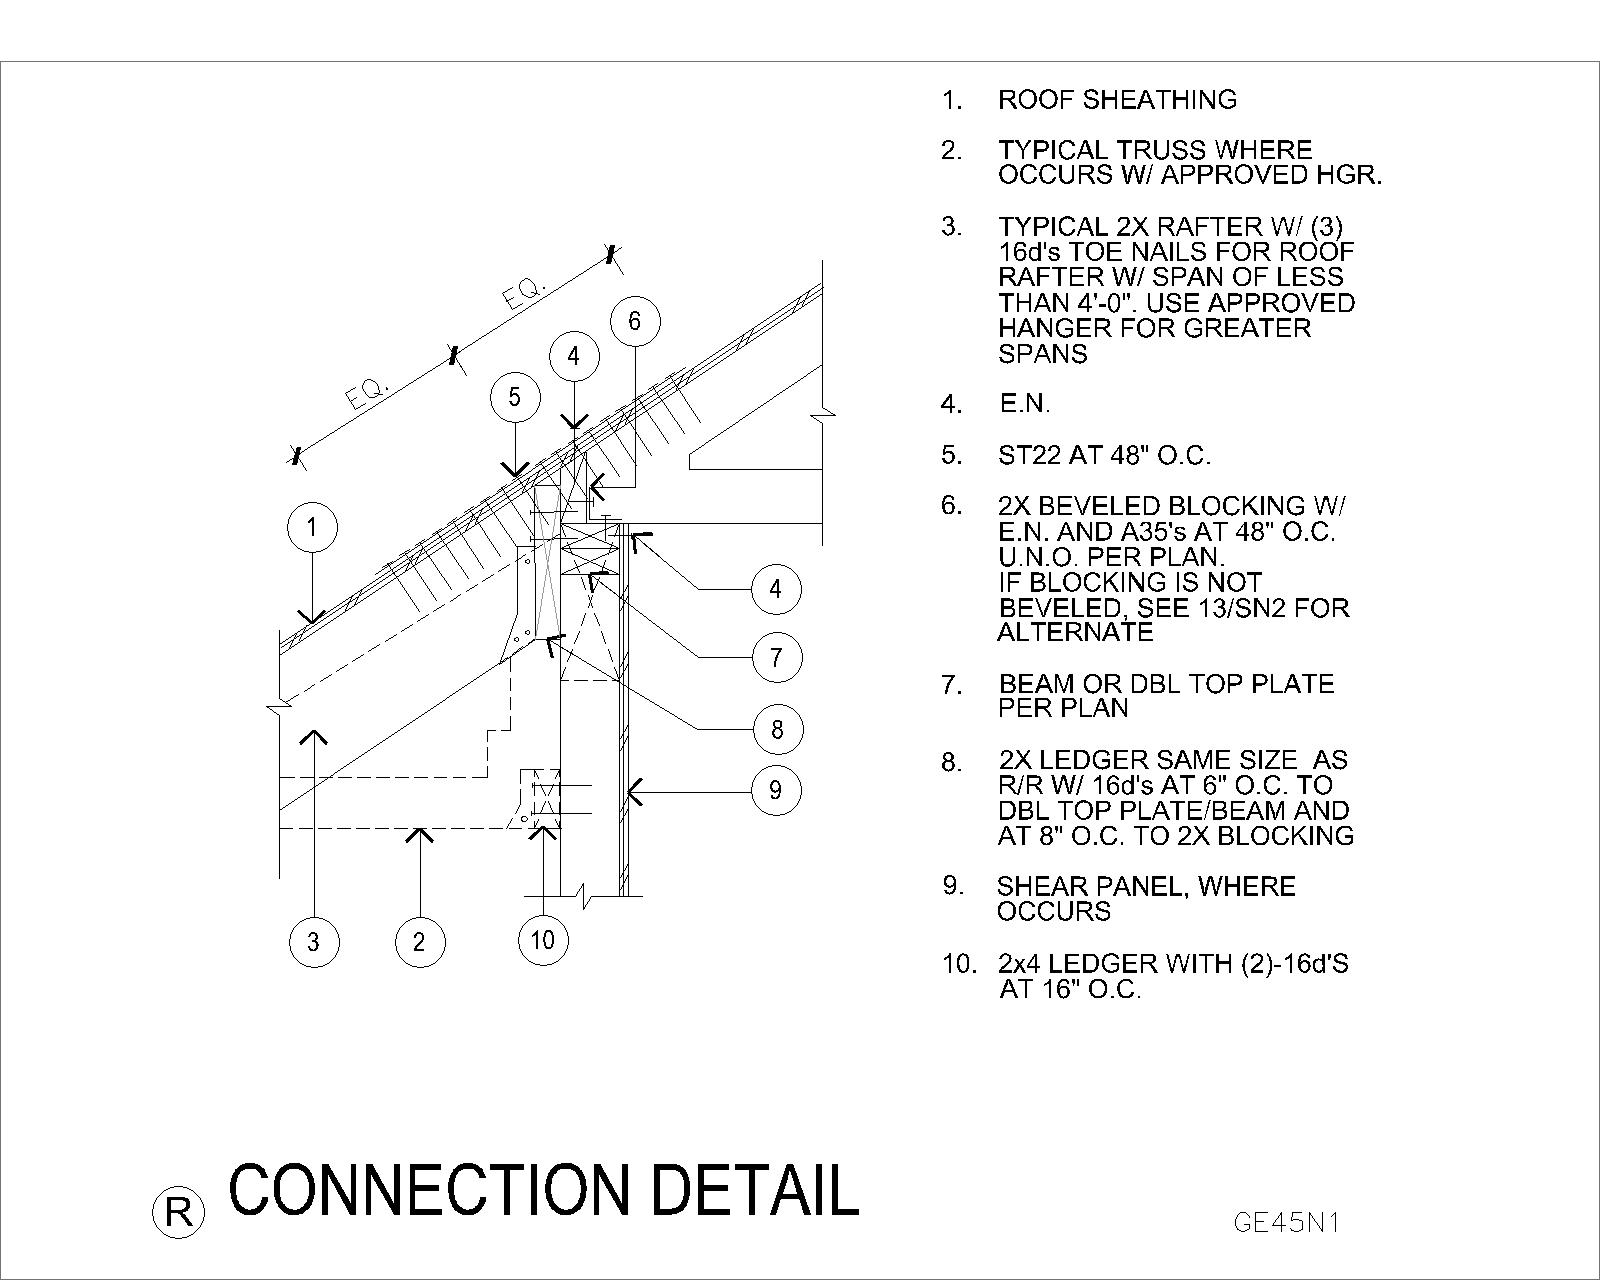 1. ROOF SHEATHING
2. TYPICAL TRUSS WHERE
OCCURS W/ APPROVED HGR.
3. TYPICAL 2X RAFTER W/ (3)
16d's TOE NAILS FOR ROOF
RAFTER W/ SPAN OF LESS
THAN 4'-0". USE APPROVED
HANGER FOR GREATER
SPANS
4. E.N.
5. ST22 AT 48" O.C.
6. 2X BEVELED BLOCKING W/
E.N. AND A35's AT 48" O.C.
U.N.O. PER PLAN.
IF BLOCKING IS NOT
BEVELED, SEE 13/SN2 FOR
ALTERNATE
7. BEAM OR DBL TOP PLATE
PER PLAN
8. 2X LEDGER SAME SIZE AS
R/R W/ 16d's AT 6" O.C. TO
DBL TOP PLATE/BEAM AND
AT 8" O.C. TO 2X BLOCKING
9. SHEAR PANEL, WHERE
OCCURS
10. 2x4 LEDGER WITH (2)-16d'S
AT 16" O.C.
EQ.
EQ.
6
4
5
1
4
7
8
9
3
2
10
R CONNECTION DETAIL
GE45N1